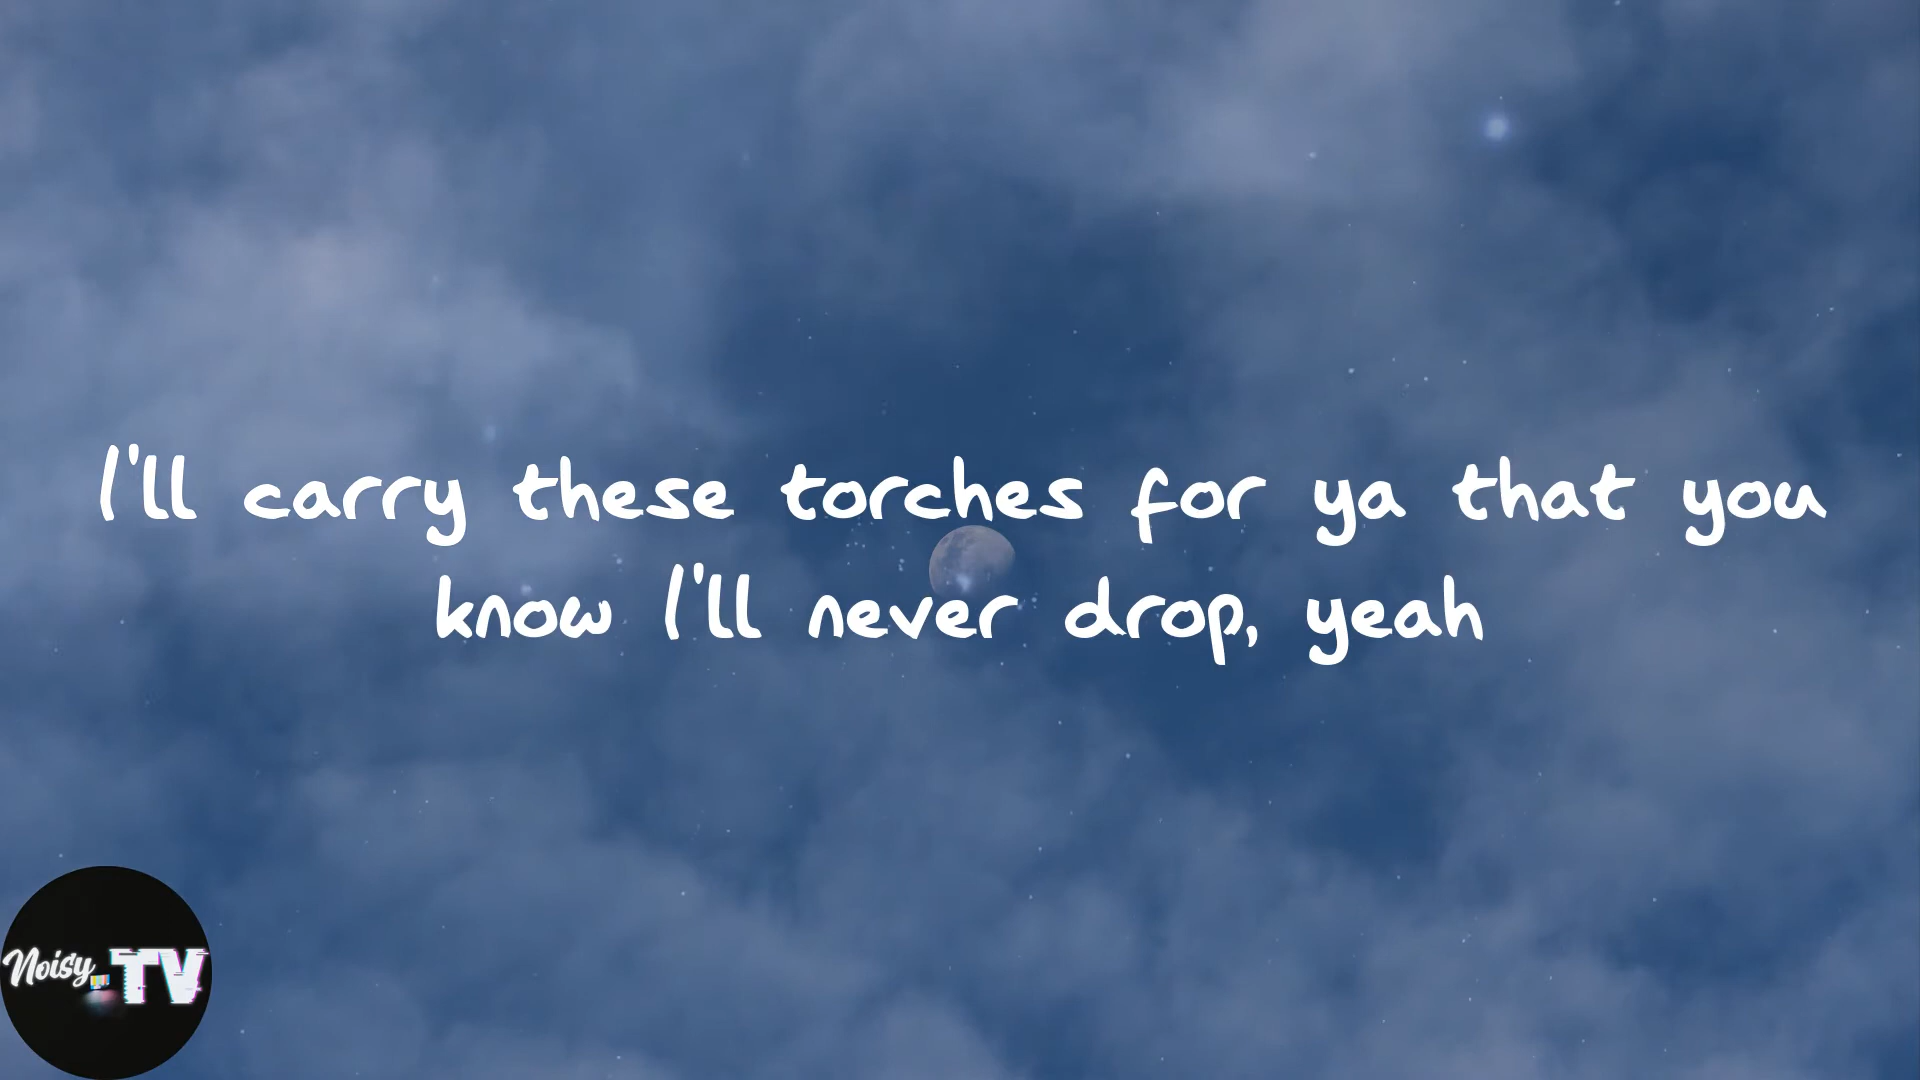 I'll carry these torches for ya that you
know I'll never drop, yeah
Noisy TV